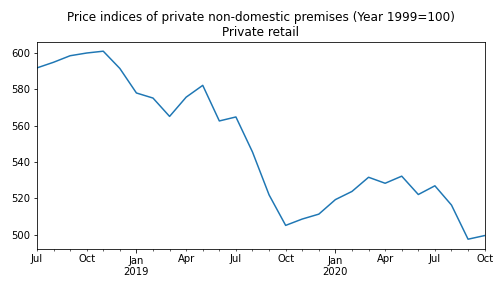 Price indices of private non-domestic premises (Year 1999=100)
Private retail
600
580
560
540
520
500
Jul
Oct
Jan
2019
Apr
Jul
Oct
Jan
2020
Apr
Jul
Oct